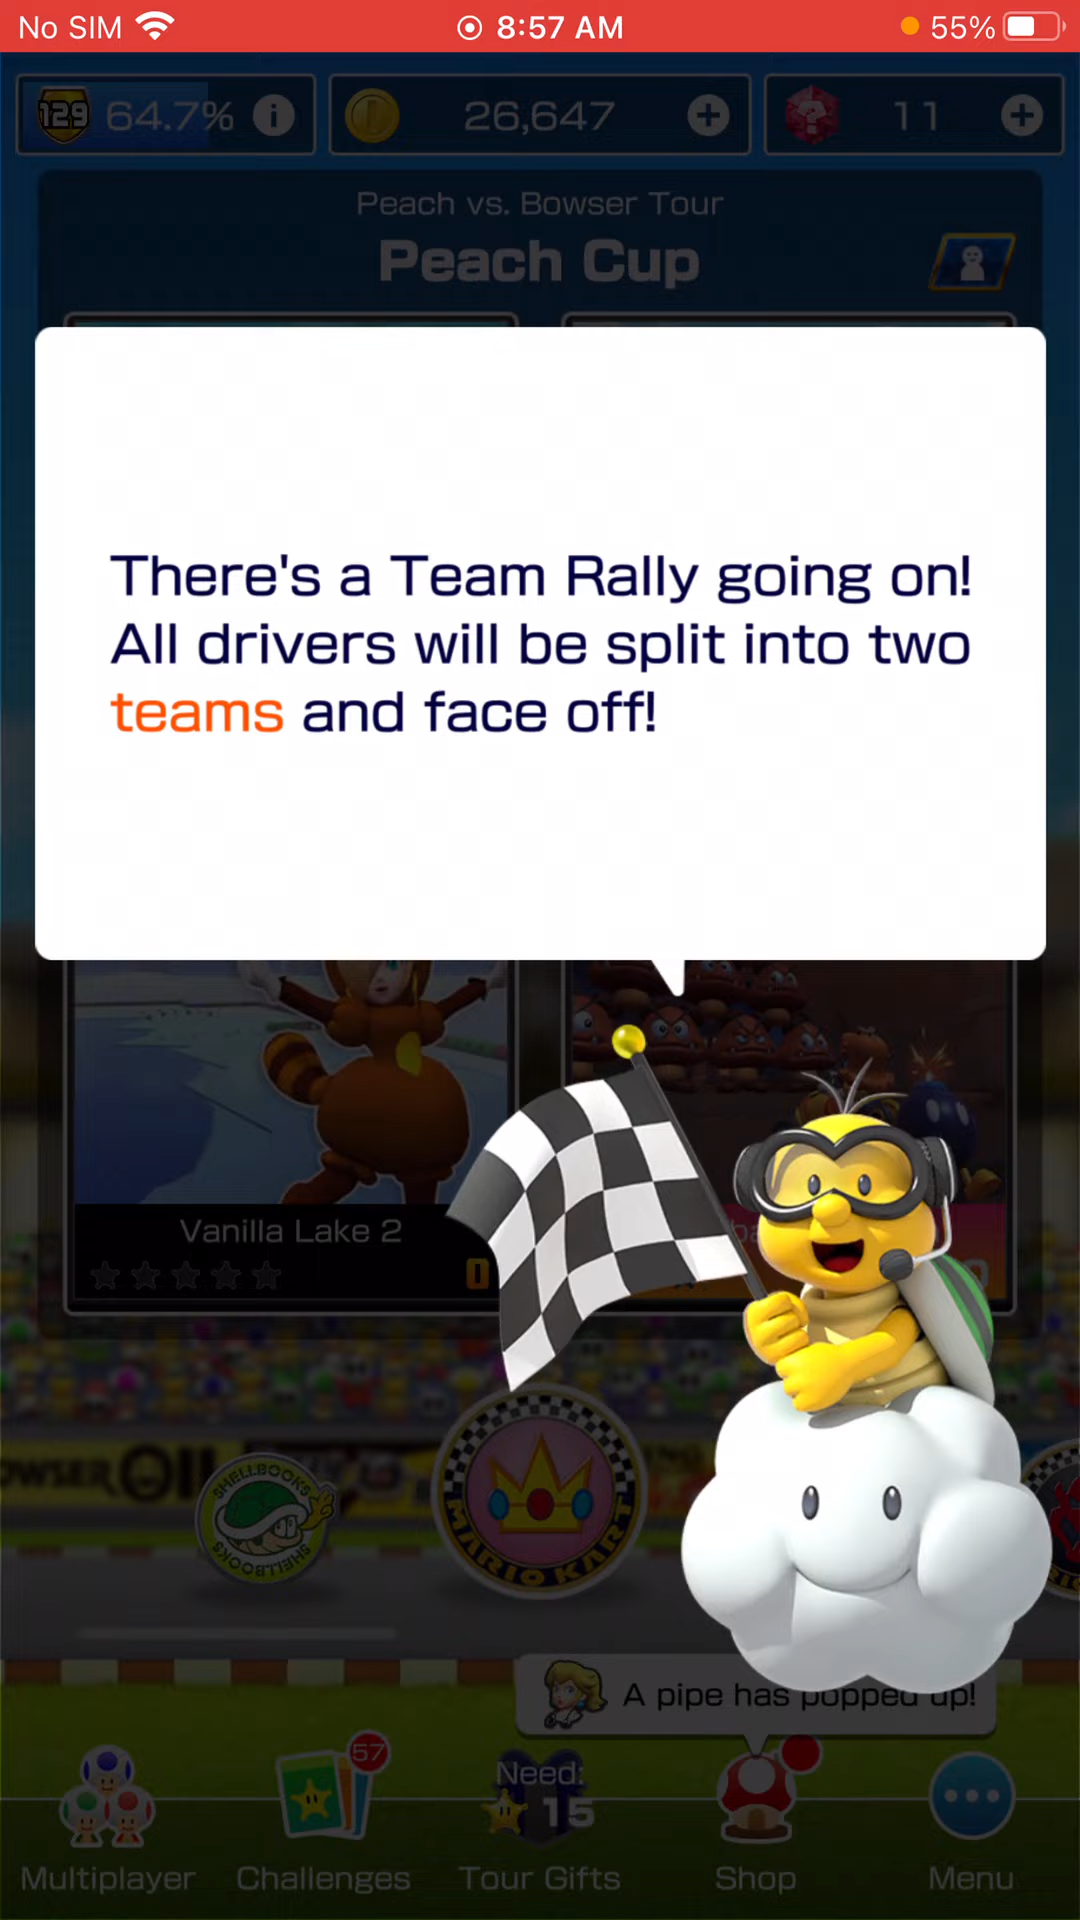 No SIM 8:57 AM 55%
129 64.7% i 26,647 + ? 11 +
Peach vs. Bowser Tour
Peach Cup
There's a Team Rally going on!
All drivers will be split into two
teams and face off!
Vanilla Lake 2
SHELLBOOKS
SHELLBOOKS
MARIO KART
A pipe has popped up!
57
Need:
15
Multiplayer Challenges Tour Gifts Shop Menu